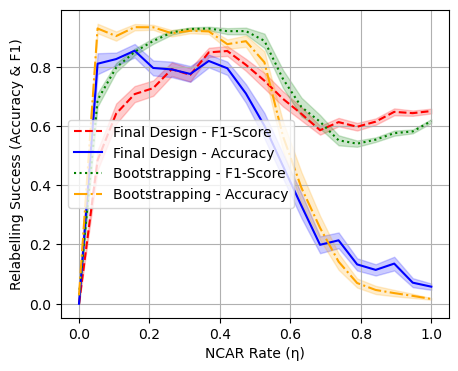 Relabelling Success (Accuracy & F1)
0.8
0.6
0.4
0.2
0.0
Final Design - F1-Score
Final Design - Accuracy
Bootstrapping - F1-Score
Bootstrapping - Accuracy
0.0 0.2 0.4 0.6 0.8 1.0
NCAR Rate (η)